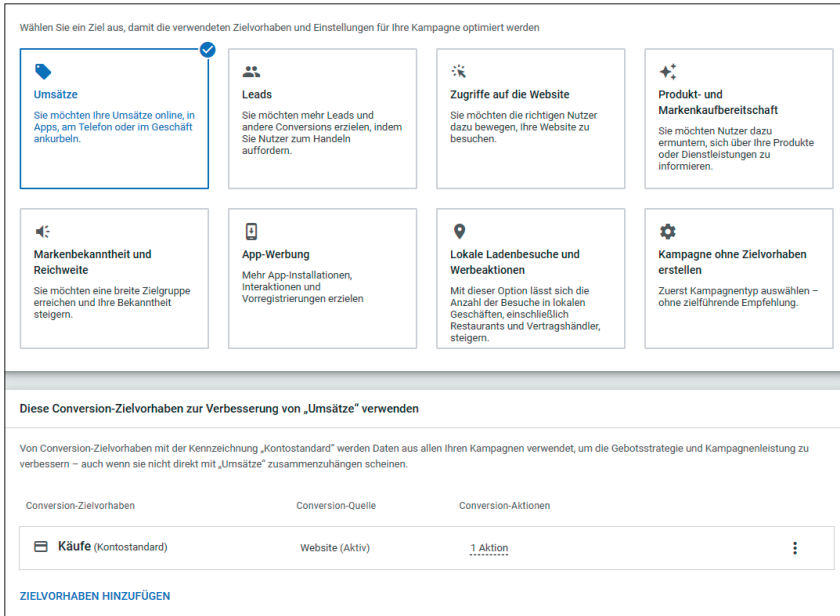 Wählen Sie ein Ziel aus, damit die verwendeten Zielvorhaben und Einstellungen für Ihre Kampagne optimiert werden
Umsätze
Sie möchten Ihre Umsätze online, in
Apps, am Telefon oder im Geschäft
ankurbeln.
Leads
Sie möchten mehr Leads und
andere Conversions erzielen, indem
Sie Nutzer zum Handeln
auffordern.
Zugriffe auf die Website
Sie möchten die richtigen Nutzer
dazu bewegen, Ihre Website zu
besuchen.
Produkt- und
Markenkaufbereitschaft
Sie möchten Nutzer dazu
ermuntern, sich über Ihre Produkte
oder Dienstleistungen zu
informieren.
Markenbekanntheit und
Reichweite
Sie möchten eine breite Zielgruppe
erreichen und Ihre Bekanntheit
steigern.
App-Werbung
Mehr App-Installationen,
Interaktionen und
Vorregistrierungen erzielen
Lokale Ladenbesuche und
Werbeaktionen
Mit dieser Option lässt sich die
Anzahl der Besuche in lokalen
Geschäften, einschließlich
Restaurants und Vertragshändler,
steigern.
Kampagne ohne Zielvorhaben
erstellen
Zuerst Kampagnentyp auswählen –
ohne zielführende Empfehlung.
Diese Conversion-Zielvorhaben zur Verbesserung von „Umsätze“ verwenden
Von Conversion-Zielvorhaben mit der Kennzeichnung „Kontostandard“ werden Daten aus allen Ihren Kampagnen verwendet, um die Gebotsstrategie und Kampagnenleistung zu
verbessern – auch wenn sie nicht direkt mit „Umsätze“ zusammenzuhängen scheinen.
Conversion-Zielvorhaben Conversion-Quelle Conversion-Aktionen
Käufe (Kontostandard) Website (Aktiv) 1 Aktion
ZIELVORHABEN HINZUFÜGEN